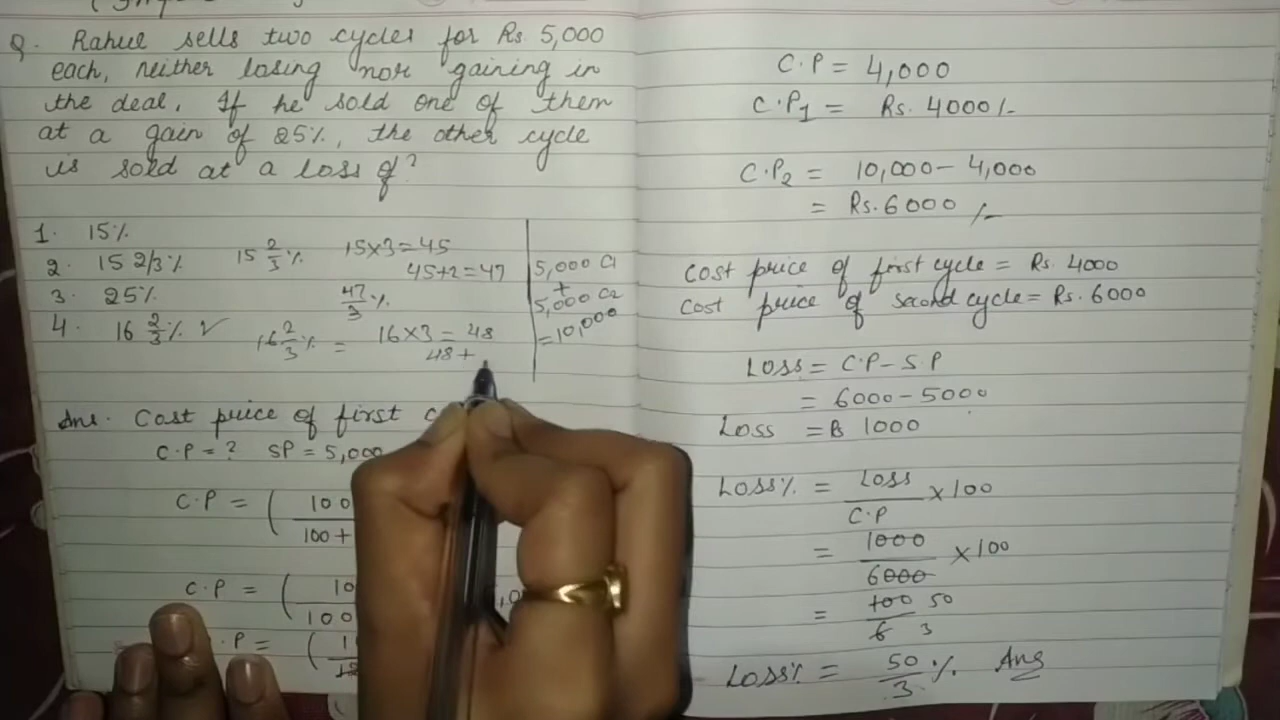 Q. Rahul sells two cycles for Rs. 5,000
each, neither losing nor gaining in
the deal. If he sold one of them
at a gain of 25%, the other cycle
is sold at a loss of?
1. 15%
2. 15 2/3% 15 2/3% 15×3=45
45+2=47
3. 25% 47/3%
4. 16 2/3% ✓ 16 2/3% = 16×3=48
48+
5,000 C1
+
5,000 C2
=10,000
Ans. Cost price of first c
C.P = ? SP = 5,000
C.P = ( 100
100+
C.P = ( 10
100
.P = ( 1
C.P = 4,000
C.P1 = Rs. 4000/-
C.P2 = 10,000 - 4,000
= Rs. 6000/-
Cost price of first cycle = Rs. 4000
Cost price of second cycle = Rs. 6000
Loss = C.P - S.P
= 6000 - 5000
Loss = Rs 1000
Loss% = Loss/C.P × 100
= 1000/6000 × 100
= 100 50
6 3
Loss% = 50/3 % Ans